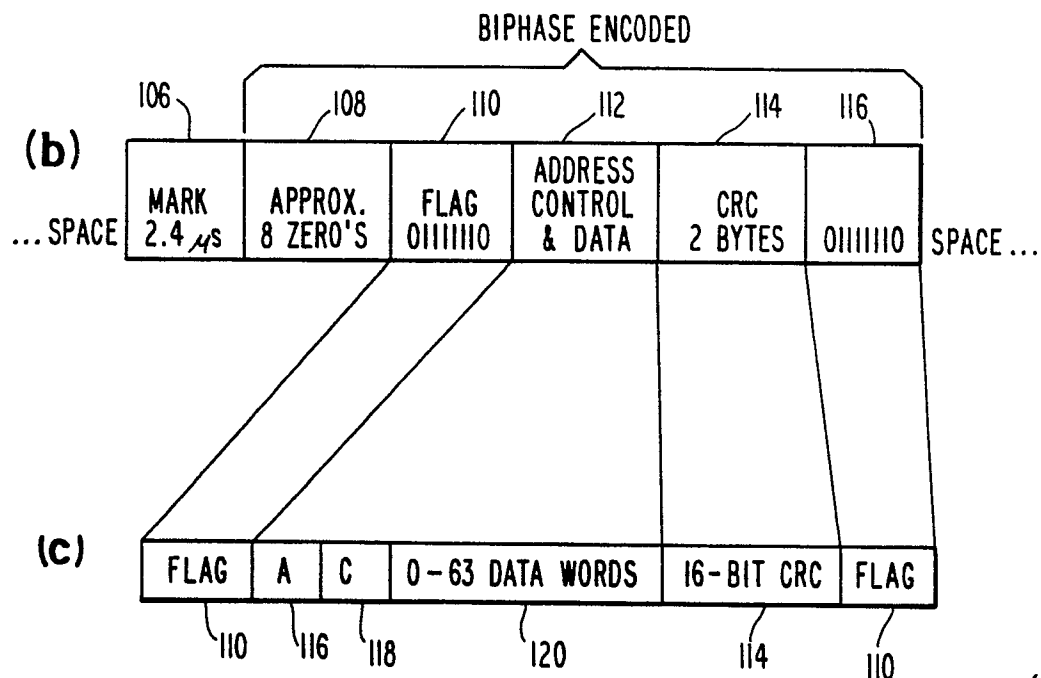 BIPHASE ENCODED
106
108
110
112
114
116
(b)
... SPACE
MARK
2.4 μs
APPROX.
8 ZERO'S
FLAG
01111110
ADDRESS
CONTROL
& DATA
CRC
2 BYTES
01111110
SPACE ...
(c)
FLAG
A
C
0-63 DATA WORDS
16-BIT CRC
FLAG
110
116
118
120
114
110